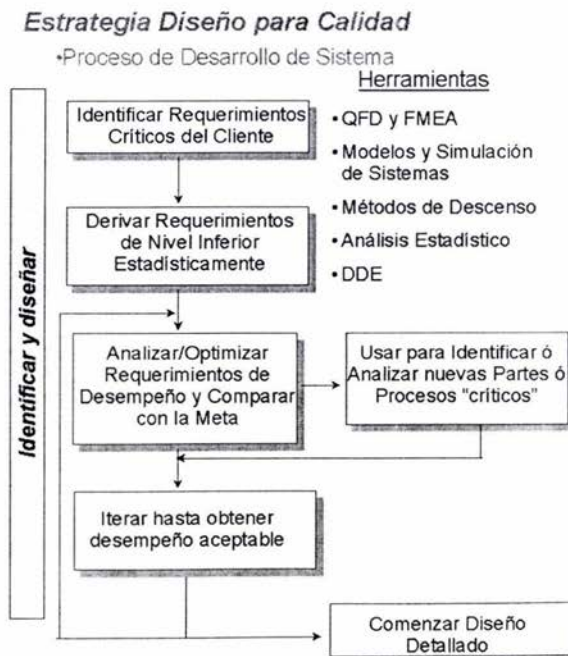 Estrategia Diseño para Calidad
•Proceso de Desarrollo de Sistema
Herramientas
Identificar y diseñar
Identificar Requerimientos
Críticos del Cliente
•QFD y FMEA
•Modelos y Simulación
de Sistemas
•Métodos de Descenso
•Análisis Estadístico
•DDE
Derivar Requerimientos
de Nivel Inferior
Estadísticamente
Analizar/Optimizar
Requerimientos de
Desempeño y Comparar
con la Meta
Usar para Identificar ó
Analizar nuevas Partes ó
Procesos "críticos"
Iterar hasta obtener
desempeño aceptable
Comenzar Diseño
Detallado